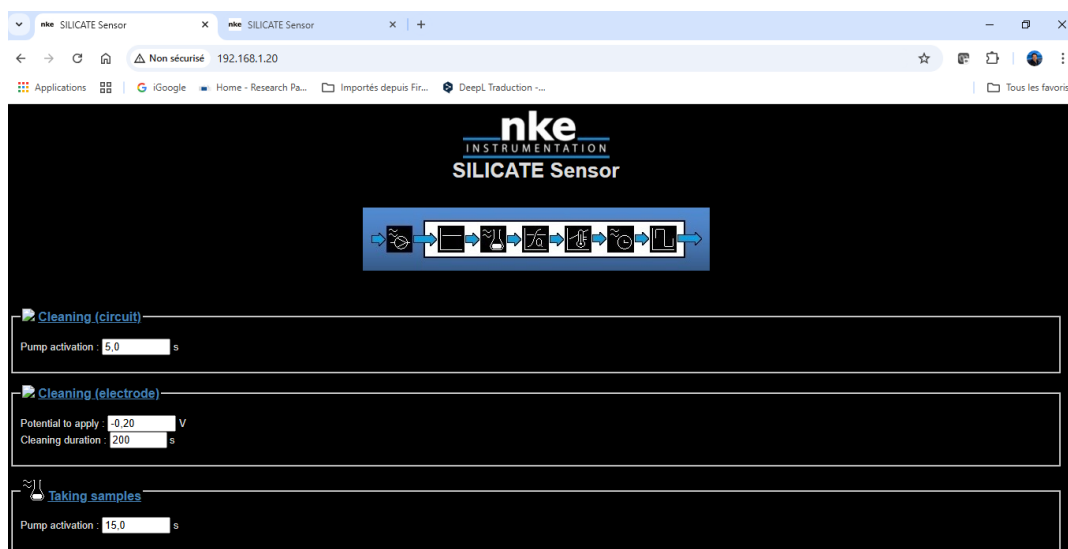 nke SILICATE Sensor
nke SILICATE Sensor
Non sécurisé 192.168.1.20
Applications
iGoogle
Home - Research Pa...
Importés depuis Fir...
DeepL Traduction -...
Tous les favoris
nke
INSTRUMENTATION
SILICATE Sensor
Cleaning (circuit)
Pump activation : 5,0 s
Cleaning (electrode)
Potential to apply : -0,20 V
Cleaning duration : 200 s
Taking samples
Pump activation : 15,0 s